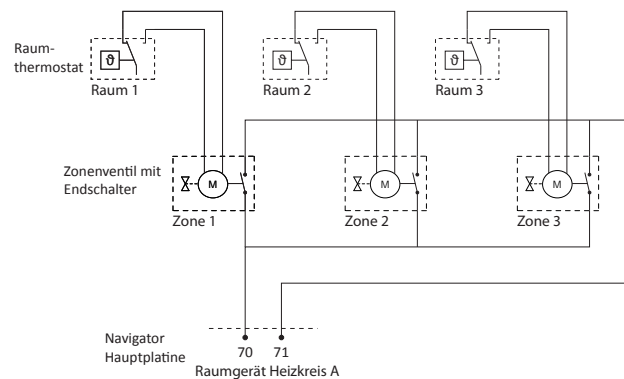 Raum-
thermostat
ϑ
ϑ
ϑ
Raum 1
Raum 2
Raum 3
Zonenventil mit
Endschalter
M
M
M
Zone 1
Zone 2
Zone 3
Navigator
Hauptplatine
70 71
Raumgerät Heizkreis A